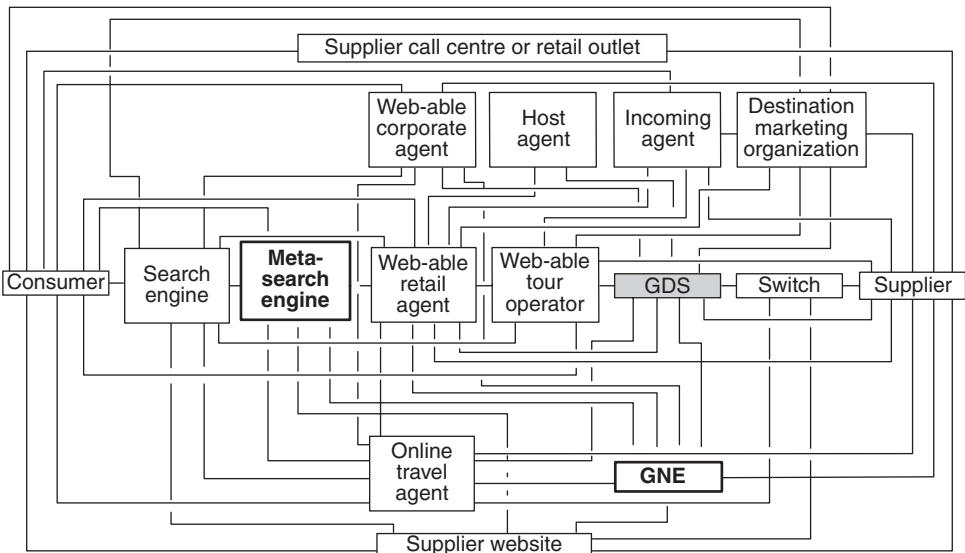 Supplier call centre or retail outlet
Web-able
corporate
agent
Host
agent
Incoming
agent
Destination
marketing
organization
Consumer
Search
engine
Meta-
search
engine
Web-able
retail
agent
Web-able
tour
operator
GDS
Switch
Supplier
Online
travel
agent
GNE
Supplier website